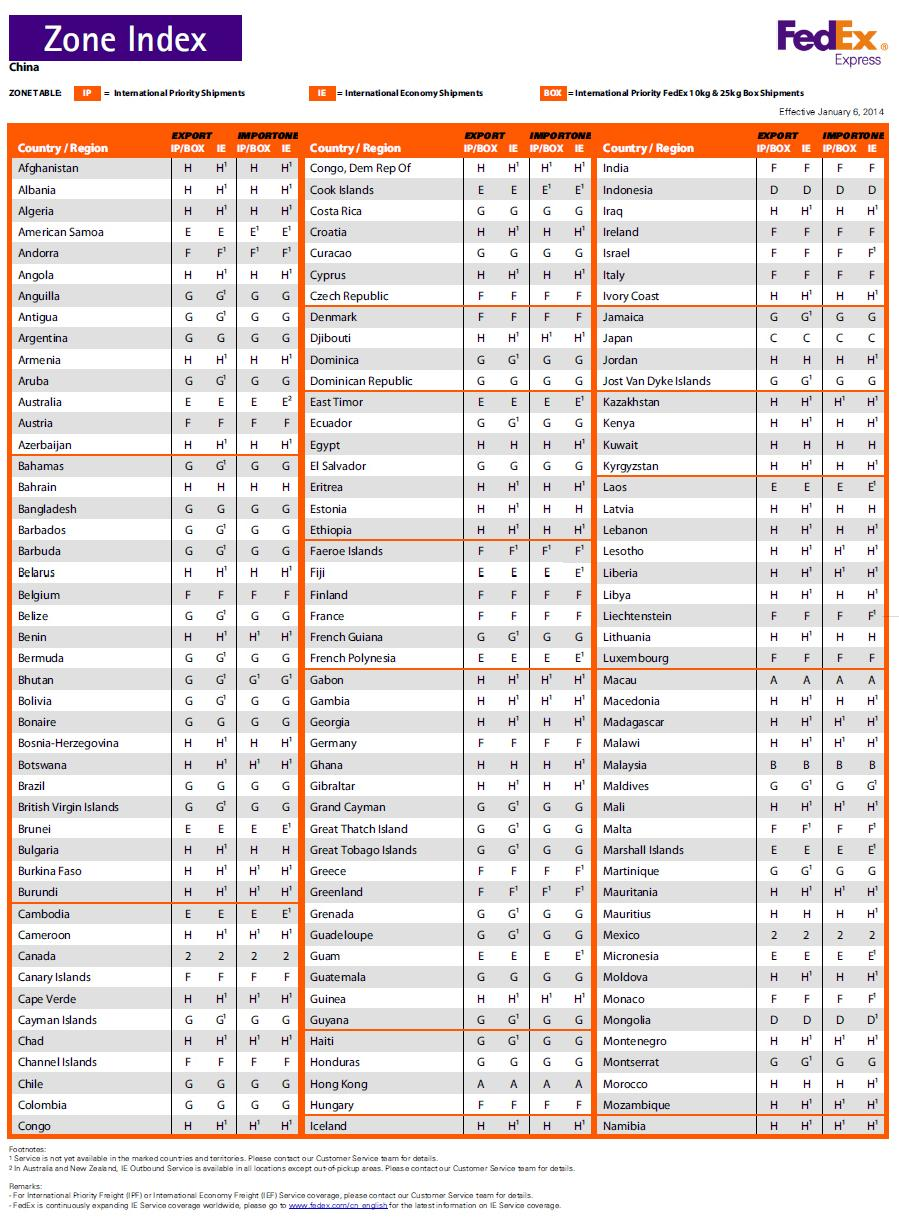 Zone Index
FedEx ®
Express
China
ZONE TABLE: IP = International Priority Shipments IE = International Economy Shipments BOX = International Priority FedEx 10kg & 25kg Box Shipments
Effective January 6, 2014
EXPORT IMPORTONE EXPORT IMPORTONE EXPORT IMPORTONE
Country / Region IP/BOX IE IP/BOX IE Country / Region IP/BOX IE IP/BOX IE Country / Region IP/BOX IE IP/BOX IE
Afghanistan H H¹ H H¹ Congo, Dem Rep Of H H¹ H¹ H¹ India F F F F
Albania H H¹ H H¹ Cook Islands E E E¹ E¹ Indonesia D D D D
Algeria H H¹ H H¹ Costa Rica G G G G Iraq H H¹ H H¹
American Samoa E E E¹ E¹ Croatia H H¹ H H¹ Ireland F F F F
Andorra F F¹ F¹ F¹ Curacao G G G G Israel F F F F¹
Angola H H¹ H H¹ Cyprus H H¹ H H¹ Italy F F F F
Anguilla G G¹ G G Czech Republic F F F F Ivory Coast H H¹ H H¹
Antigua G G¹ G G Denmark F F F F Jamaica G G¹ G G
Argentina G G G G Djibouti H H¹ H¹ H¹ Japan C C C C
Armenia H H¹ H H¹ Dominica G G¹ G G Jordan H H H H¹
Aruba G G¹ G G Dominican Republic G G G G Jost Van Dyke Islands G G¹ G G
Australia E E E E² East Timor E E E E¹ Kazakhstan H H¹ H¹ H¹
Austria F F F F Ecuador G G¹ G G Kenya H H¹ H H¹
Azerbaijan H H¹ H H¹ Egypt H H H H¹ Kuwait H H H H
Bahamas G G¹ G G El Salvador G G G G Kyrgyzstan H H¹ H H¹
Bahrain H H H H Eritrea H H¹ H H¹ Laos E E E E¹
Bangladesh G G G G Estonia H H¹ H H Latvia H H¹ H H
Barbados G G¹ G G Ethiopia H H¹ H H¹ Lebanon H H¹ H H¹
Barbuda G G¹ G G Faeroe Islands F F¹ F¹ F¹ Lesotho H H¹ H¹ H¹
Belarus H H¹ H H¹ Fiji E E E E¹ Liberia H H¹ H¹ H¹
Belgium F F F F Finland F F F F Libya H H¹ H H¹
Belize G G¹ G G France F F F F Liechtenstein F F F F¹
Benin H H¹ H¹ H¹ French Guiana G G¹ G G Lithuania H H¹ H H
Bermuda G G¹ G G French Polynesia E E E E¹ Luxembourg F F F F
Bhutan G G¹ G¹ G¹ Gabon H H¹ H¹ H¹ Macau A A A A
Bolivia G G¹ G G Gambia H H¹ H¹ H¹ Macedonia H H¹ H H¹
Bonaire G G G G Georgia H H¹ H H¹ Madagascar H H¹ H¹ H¹
Bosnia-Herzegovina H H¹ H H¹ Germany F F F F Malawi H H¹ H¹ H¹
Botswana H H¹ H¹ H¹ Ghana H H H H¹ Malaysia B B B B
Brazil G G G G Gibraltar H H¹ H H¹ Maldives G G¹ G G¹
British Virgin Islands G G¹ G G Grand Cayman G G¹ G G Mali H H¹ H¹ H¹
Brunei E E E E¹ Great Thatch Island G G¹ G G Malta F F¹ F F¹
Bulgaria H H¹ H H Great Tobago Islands G G¹ G G Marshall Islands E E E E¹
Burkina Faso H H¹ H¹ H¹ Greece F F F F¹ Martinique G G¹ G G
Burundi H H¹ H¹ H¹ Greenland F F¹ F¹ F¹ Mauritania H H¹ H¹ H¹
Cambodia E E E E¹ Grenada G G¹ G G Mauritius H H H H¹
Cameroon H H¹ H¹ H¹ Guadeloupe G G¹ G G Mexico 2 2 2 2
Canada 2 2 2 2 Guam E E E E¹ Micronesia E E E E¹
Canary Islands F F F F Guatemala G G G G Moldova H H¹ H H¹
Cape Verde H H¹ H¹ H¹ Guinea H H¹ H¹ H¹ Monaco F F F F¹
Cayman Islands G G¹ G G Guyana G G¹ G G Mongolia D D D D¹
Chad H H¹ H¹ H¹ Haiti G G¹ G G Montenegro H H¹ H¹ H¹
Channel Islands F F F F Honduras G G G G Montserrat G G¹ G G
Chile G G G G Hong Kong A A A A Morocco H H H H¹
Colombia G G G G Hungary F F F F Mozambique H H¹ H¹ H¹
Congo H H¹ H¹ H¹ Iceland H H¹ H H¹ Namibia H H¹ H H¹
Footnotes:
¹ Service is not yet available in the marked countries and territories. Please contact our Customer Service team for details.
² In Australia and New Zealand, IE Outbound Service is available in all locations except out-of-pickup areas. Please contact our Customer Service team for details.
Remarks:
- For International Priority Freight (IPF) or International Economy Freight (IEF) Service coverage, please contact our Customer Service team for details.
- FedEx is continuously expanding IE Service coverage worldwide, please go to www.fedex.com/cn_english for the latest information on IE Service coverage.